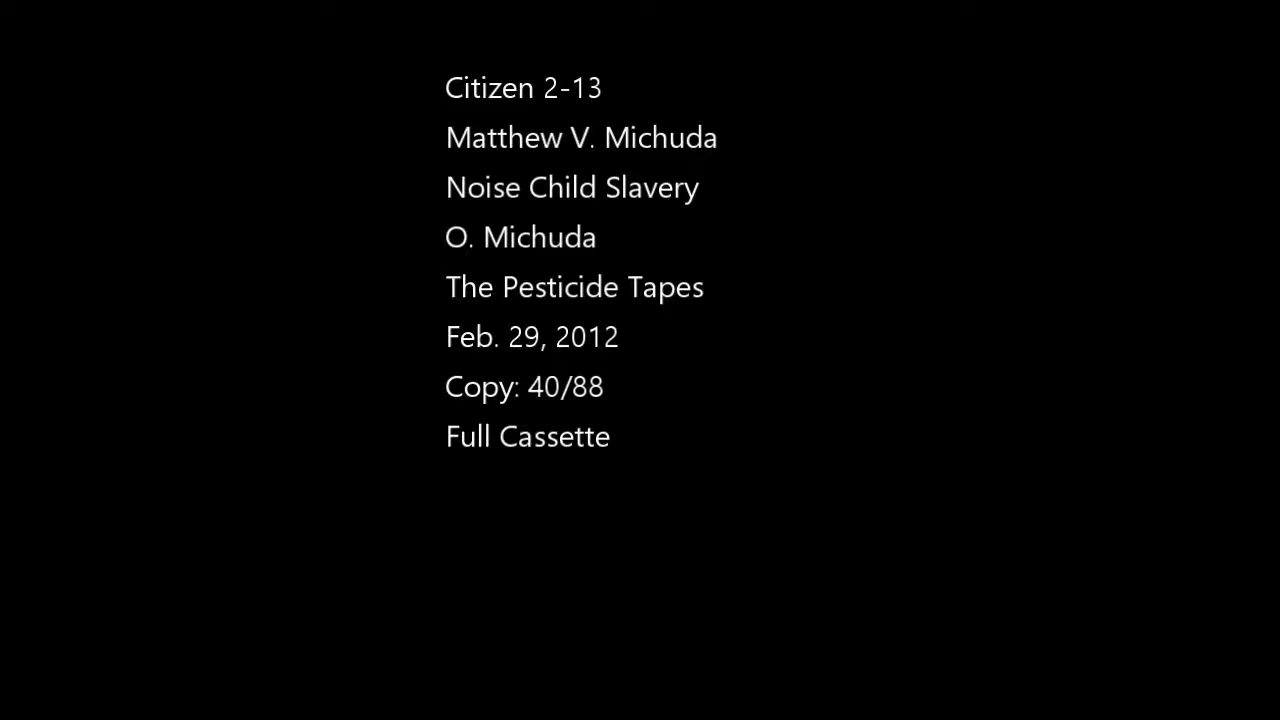 Citizen 2-13
Matthew V. Michuda
Noise Child Slavery
O. Michuda
The Pesticide Tapes
Feb. 29, 2012
Copy: 40/88
Full Cassette